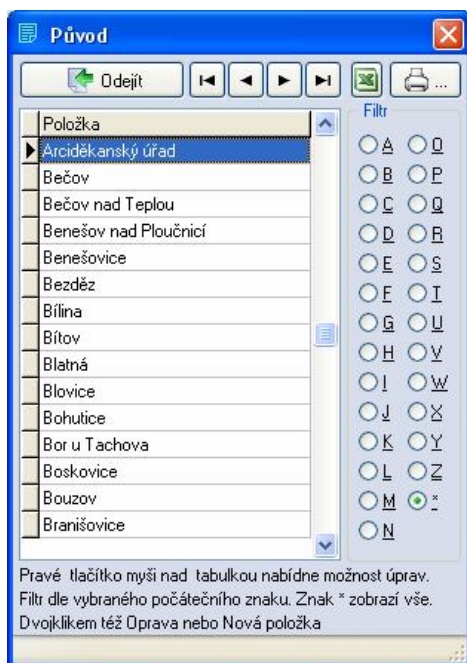 Původ
Odejít
...
Filtr
Položka
Arciděkanský úřad
Bečov
Bečov nad Teplou
Benešov nad Ploučnicí
Benešovice
Bezděz
Bílina
Bítov
Blatná
Blovice
Bohutice
Bor u Tachova
Boskovice
Bouzov
Branišovice
A O
B P
C Q
D R
E S
F T
G U
H V
I W
J X
K Y
L Z
M *
N
Pravé tlačítko myši nad tabulkou nabídne možnost úprav.
Filtr dle vybraného počátečního znaku. Znak * zobrazí vše.
Dvojklikem též Oprava nebo Nová položka